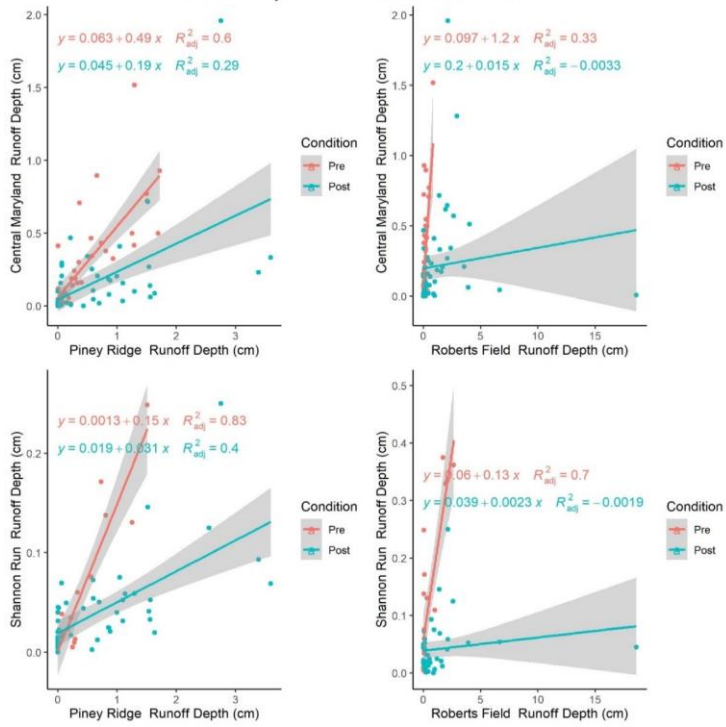 y = 0.063 + 0.49 x R²adj = 0.6
y = 0.045 + 0.19 x R²adj = 0.29
2.0
1.5
1.0
0.5
0.0
Central Maryland Runoff Depth (cm)
0 1 2 3
Piney Ridge Runoff Depth (cm)
Condition
Pre
Post
y = 0.097 + 1.2 x R²adj = 0.33
y = 0.2 + 0.015 x R²adj = −0.0033
2.0
1.5
1.0
0.5
0.0
Central Maryland Runoff Depth (cm)
0 5 10 15
Roberts Field Runoff Depth (cm)
Condition
Pre
Post
y = 0.0013 + 0.15 x R²adj = 0.83
y = 0.019 + 0.031 x R²adj = 0.4
0.2
0.1
0.0
Shannon Run Runoff Depth (cm)
0 1 2 3
Piney Ridge Runoff Depth (cm)
Condition
Pre
Post
y = 0.06 + 0.13 x R²adj = 0.7
y = 0.039 + 0.0023 x R²adj = −0.0019
0.5
0.4
0.3
0.2
0.1
0.0
Shannon Run Runoff Depth (cm)
0 5 10 15
Roberts Field Runoff Depth (cm)
Condition
Pre
Post